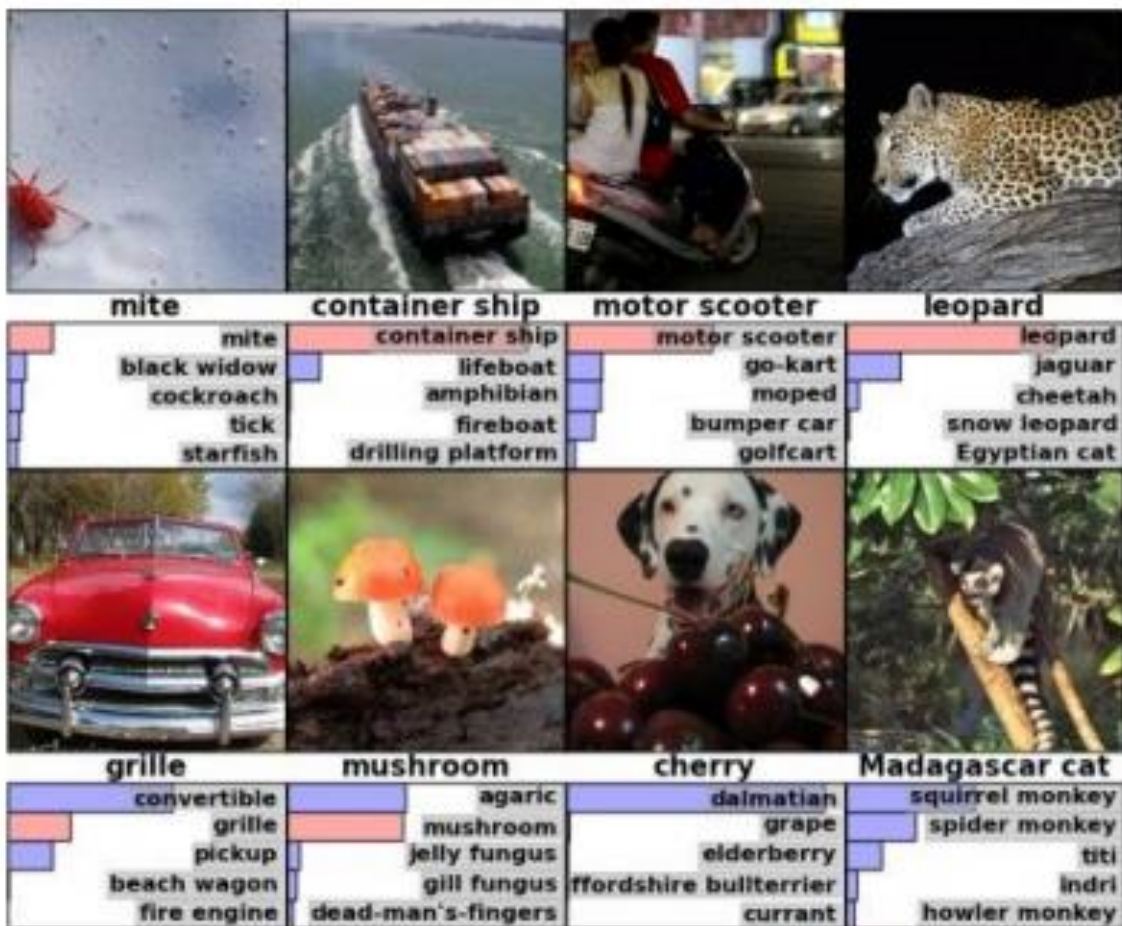 mite
container ship
motor scooter
leopard
mite
black widow
cockroach
tick
starfish
container ship
lifeboat
amphibian
fireboat
drilling platform
motor scooter
go-kart
moped
bumper car
golfcart
leopard
jaguar
cheetah
snow leopard
Egyptian cat
grille
mushroom
cherry
Madagascar cat
convertible
grille
pickup
beach wagon
fire engine
agaric
mushroom
jelly fungus
gill fungus
dead-man's-fingers
dalmatian
grape
elderberry
ffordshire bullterrier
currant
squirrel monkey
spider monkey
titi
indri
howler monkey